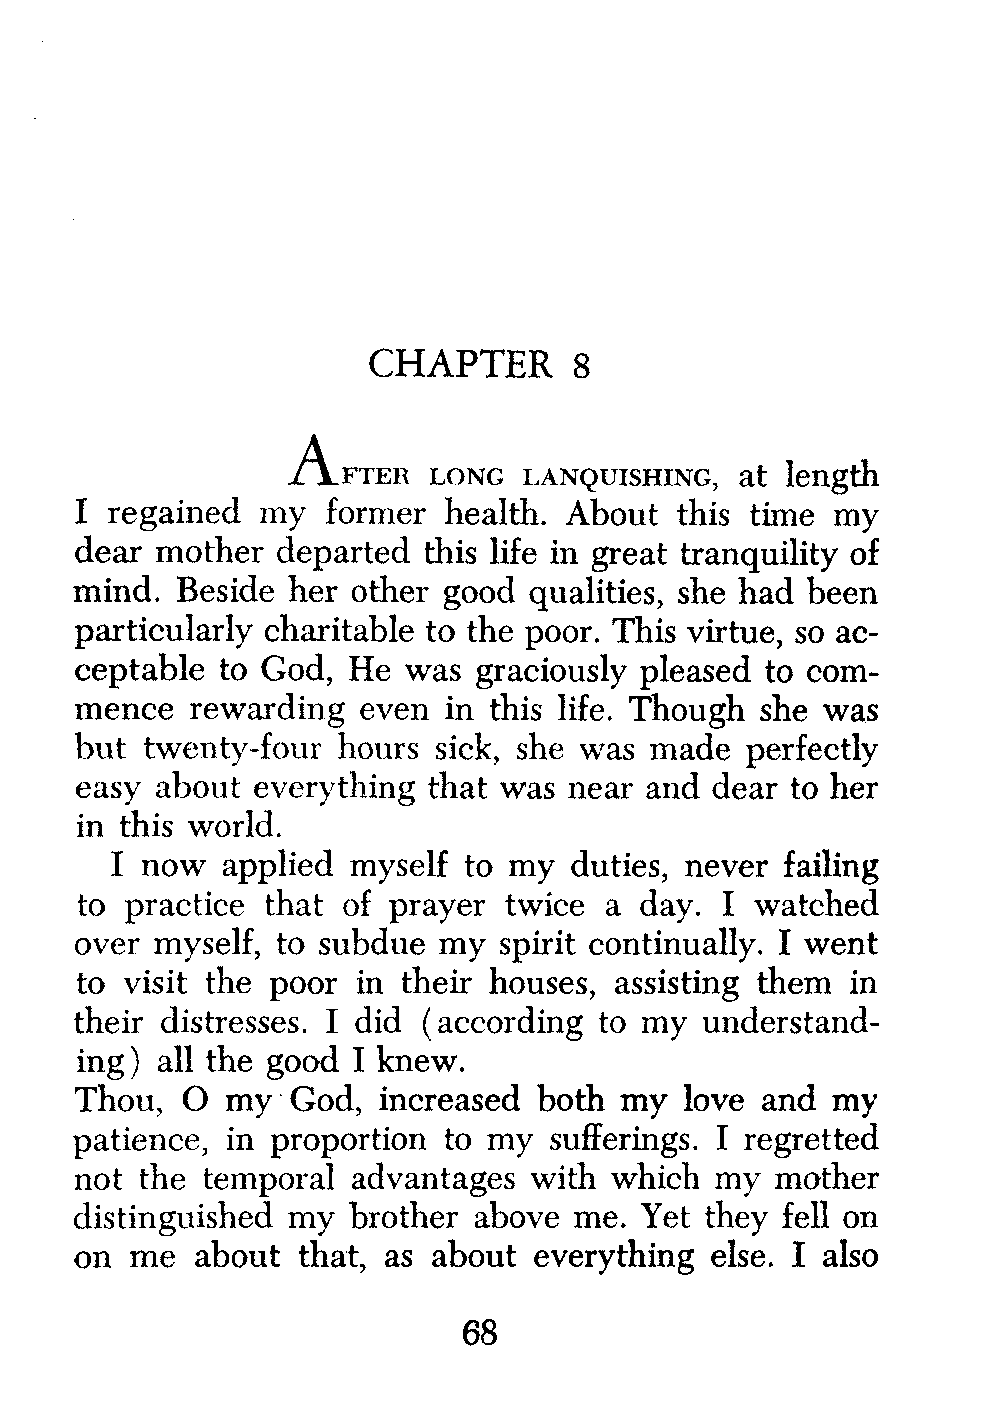 CHAPTER 8
AFTER LONG LANQUISHING, at length
I regained my former health. About this time my
dear mother departed this life in great tranquility of
mind. Beside her other good qualities, she had been
particularly charitable to the poor. This virtue, so ac-
ceptable to God, He was graciously pleased to com-
mence rewarding even in this life. Though she was
but twenty-four hours sick, she was made perfectly
easy about everything that was near and dear to her
in this world.
I now applied myself to my duties, never failing
to practice that of prayer twice a day. I watched
over myself, to subdue my spirit continually. I went
to visit the poor in their houses, assisting them in
their distresses. I did (according to my understand-
ing) all the good I knew.
Thou, O my God, increased both my love and my
patience, in proportion to my sufferings. I regretted
not the temporal advantages with which my mother
distinguished my brother above me. Yet they fell on
on me about that, as about everything else. I also
68